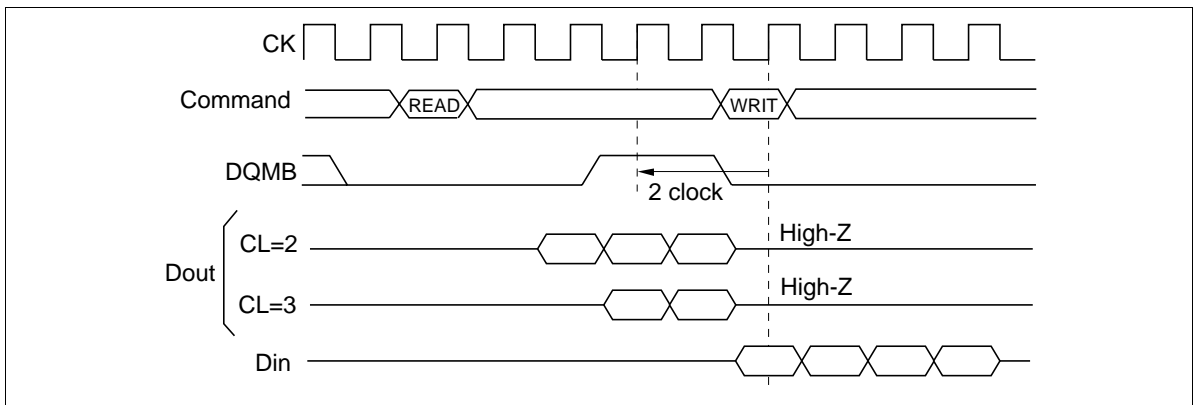 CK
Command READ WRIT
DQMB
2 clock
CL=2 High-Z
Dout
CL=3 High-Z
Din